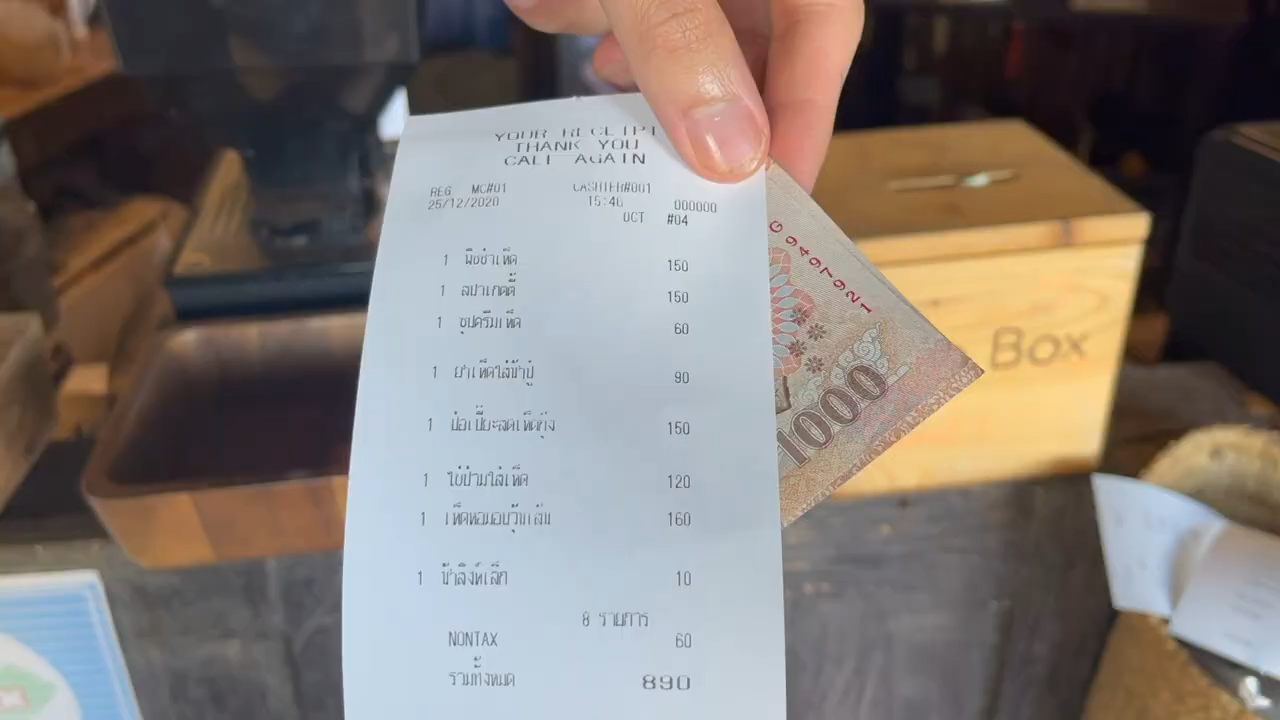 YOUR RECEIPT
THANK YOU
CALL AGAIN
REG MC#01 CASHIER#001
25/12/2020 15:46 000000
OCT #04
1 พิซซ่าเห็ด 150
1 สปาเกตตี้ 150
1 ซุปครีมเห็ด 60
1 ยำเห็ดใส่ม้าปู่ 90
1 ปอเปี๊ยะสดเห็ดกุ้ง 150
1 ไข่ป่ามใส่เห็ด 120
1 เห็ดหอมอบวุ้นเส้น 160
1 น้ำสิงห์เล็ก 10
8 รายการ
NONTAX 60
รวมทั้งหมด 890
G 9497921
1000
Box